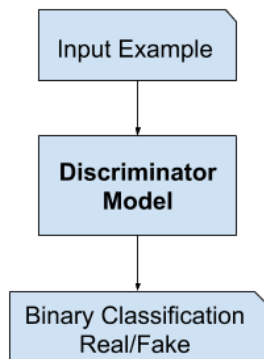 Input Example
Discriminator
Model
Binary Classification
Real/Fake